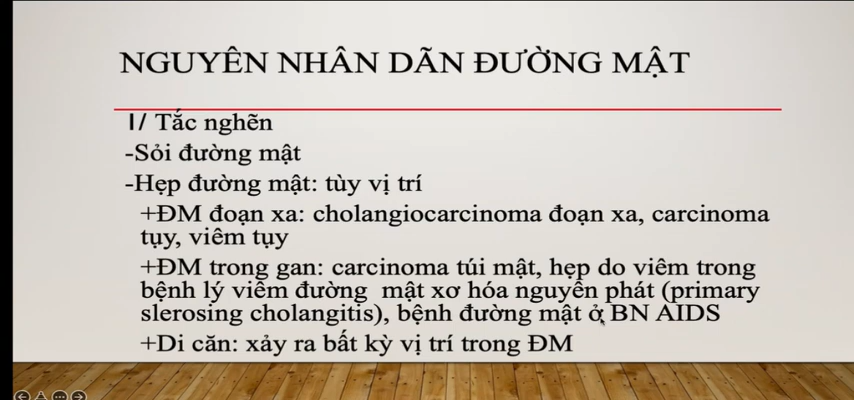 NGUYÊN NHÂN DÃN ĐƯỜNG MẬT
1/ Tắc nghẽn
-Sỏi đường mật
-Hẹp đường mật: tùy vị trí
+ĐM đoạn xa: cholangiocarcinoma đoạn xa, carcinoma
tụy, viêm tụy
+ĐM trong gan: carcinoma túi mật, hẹp do viêm trong
bệnh lý viêm đường mật xơ hóa nguyên phát (primary
slerosing cholangitis), bệnh đường mật ở BN AIDS
+Di căn: xảy ra bất kỳ vị trí trong ĐM